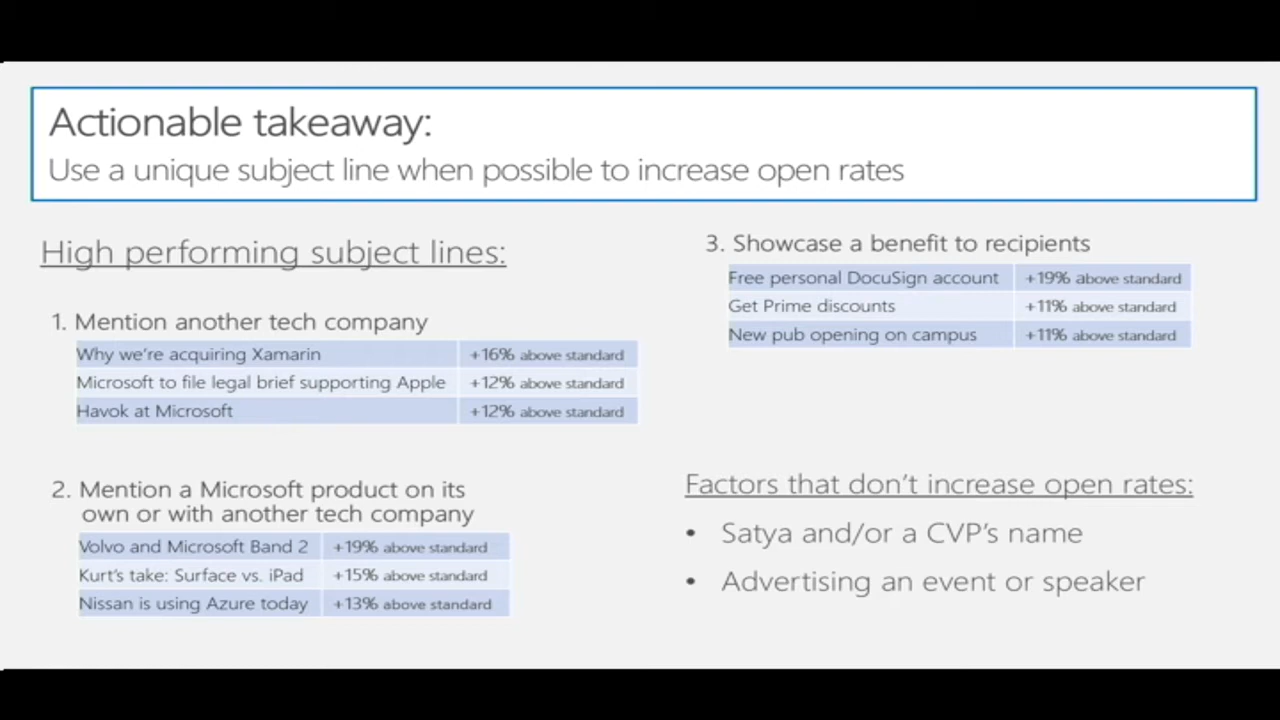 Actionable takeaway:
Use a unique subject line when possible to increase open rates
High performing subject lines:
1. Mention another tech company
Why we're acquiring Xamarin +16% above standard
Microsoft to file legal brief supporting Apple +12% above standard
Havok at Microsoft +12% above standard
2. Mention a Microsoft product on its
own or with another tech company
Volvo and Microsoft Band 2 +19% above standard
Kurt's take: Surface vs. iPad +15% above standard
Nissan is using Azure today +13% above standard
3. Showcase a benefit to recipients
Free personal DocuSign account +19% above standard
Get Prime discounts +11% above standard
New pub opening on campus +11% above standard
Factors that don't increase open rates:
• Satya and/or a CVP's name
• Advertising an event or speaker